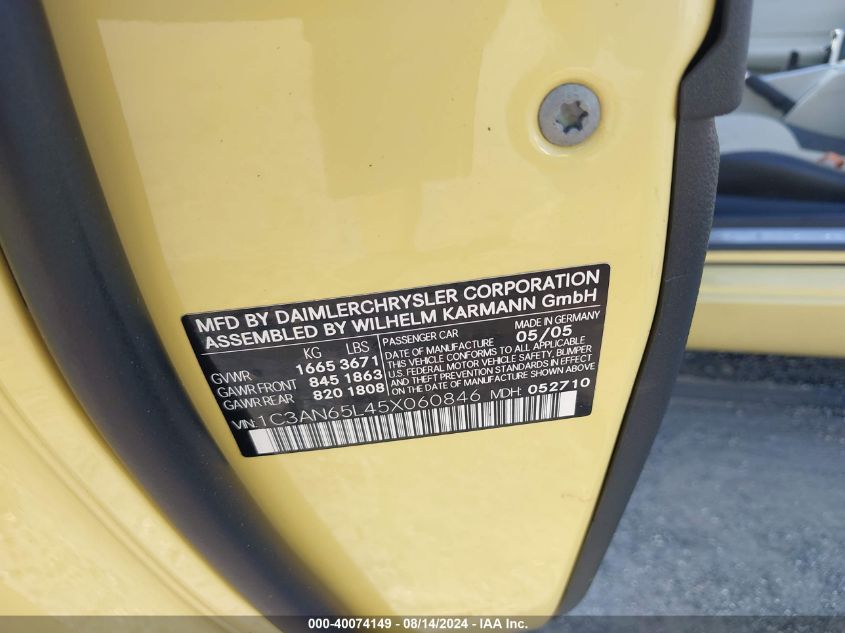 MFD BY DAIMLERCHRYSLER CORPORATION
ASSEMBLED BY WILHELM KARMANN GmbH
KG LBS
GVWR 1665 3671
GAWR FRONT 845 1863
GAWR REAR 820 1808
PASSENGER CAR MADE IN GERMANY
DATE OF MANUFACTURE 05/05
THIS VEHICLE CONFORMS TO ALL APPLICABLE
U.S. FEDERAL MOTOR VEHICLE SAFETY, BUMPER,
AND THEFT PREVENTION STANDARDS IN EFFECT
ON THE DATE OF MANUFACTURE SHOWN ABOVE
VIN: 1C3AN65L45X060846 MDH: 052710
000-40074149 - 08/14/2024 - IAA Inc.